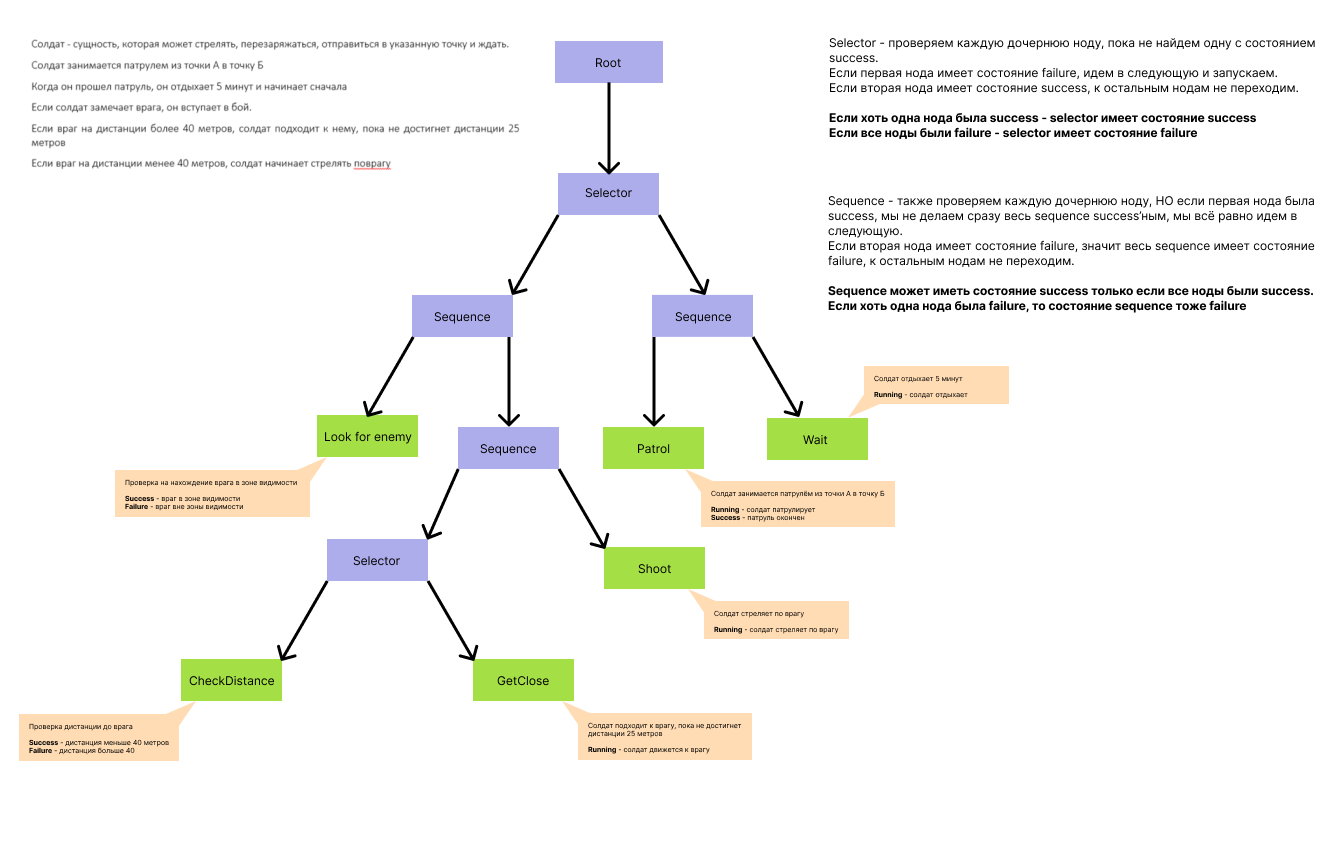 Солдат - сущность, которая может стрелять, перезаряжаться, отправиться в указанную точку и ждать.
Солдат занимается патрулем из точки А в точку Б
Когда он прошел патруль, он отдыхает 5 минут и начинает сначала
Если солдат замечает врага, он вступает в бой.
Если враг на дистанции более 40 метров, солдат подходит к нему, пока не достигнет дистанции 25
метров
Если враг на дистанции менее 40 метров, солдат начинает стрелять поврагу
Selector - проверяем каждую дочернюю ноду, пока не найдем одну с состоянием
success.
Если первая нода имеет состояние failure, идем в следующую и запускаем.
Если вторая нода имеет состояние success, к остальным нодам не переходим.
Если хоть одна нода была success - selector имеет состояние success
Если все ноды были failure - selector имеет состояние failure
Sequence - также проверяем каждую дочернюю ноду, НО если первая нода была
success, мы не делаем сразу весь sequence success’ным, мы всё равно идем в
следующую.
Если вторая нода имеет состояние failure, значит весь sequence имеет состояние
failure, к остальным нодам не переходим.
Sequence может иметь состояние success только если все ноды были success.
Если хоть одна нода была failure, то состояние sequence тоже failure
Root
Selector
Sequence
Sequence
Look for enemy
Проверка на нахождение врага в зоне видимости
Success - враг в зоне видимости
Failure - враг вне зоны видимости
Sequence
Patrol
Солдат занимается патрулём из точки А в точку Б
Running - солдат патрулирует
Success - патруль окончен
Wait
Солдат отдыхает 5 минут
Running - солдат отдыхает
Selector
Shoot
Солдат стреляет по врагу
Running - солдат стреляет по врагу
CheckDistance
Проверка дистанции до врага
Success - дистанция меньше 40 метров
Failure - дистанция больше 40
GetClose
Солдат подходит к врагу, пока не достигнет
дистанции 25 метров
Running - солдат движется к врагу